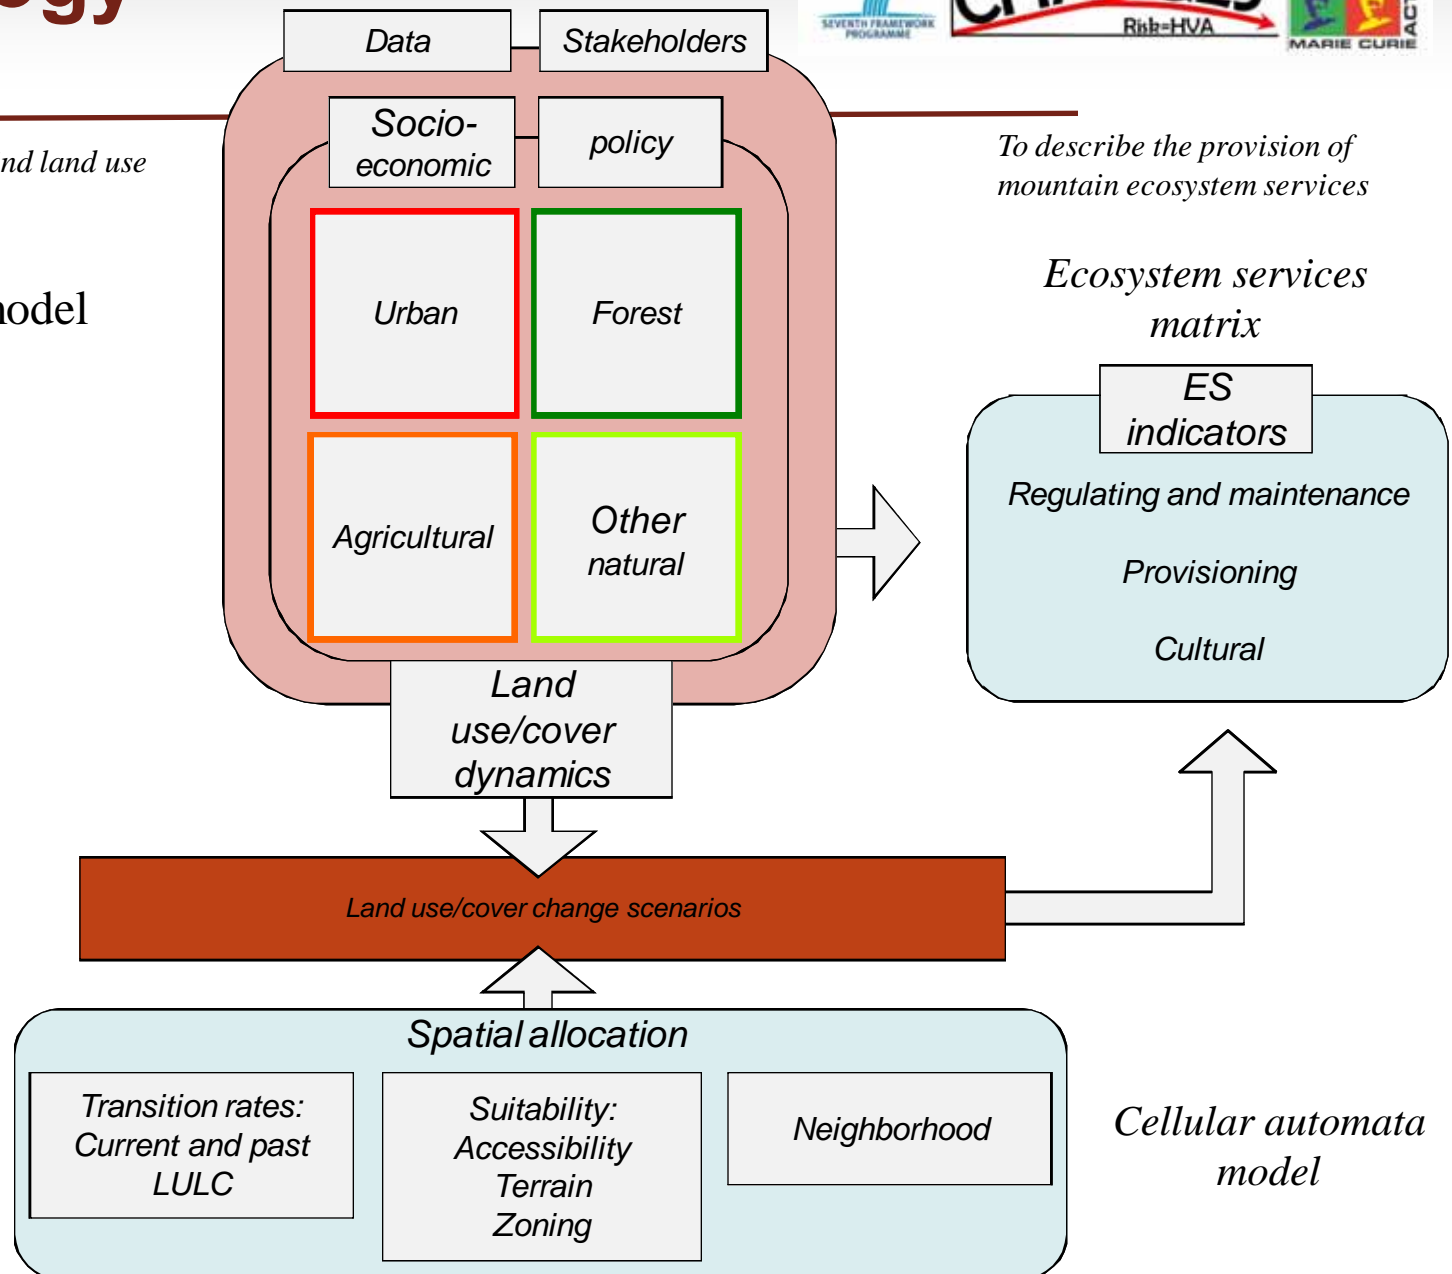 SEVENTH FRAMEWORK
PROGRAMME
Risk=HVA
MARIE CURIE
Data
Stakeholders
Socio-
economic
policy
nd land use
To describe the provision of
mountain ecosystem services
Urban
Forest
Ecosystem services
matrix
ES
indicators
Agricultural
Other
natural
Regulating and maintenance
Provisioning
Cultural
Land
use/cover
dynamics
Land use/cover change scenarios
Spatial allocation
Transition rates:
Current and past
LULC
Suitability:
Accessibility
Terrain
Zoning
Neighborhood
Cellular automata
model